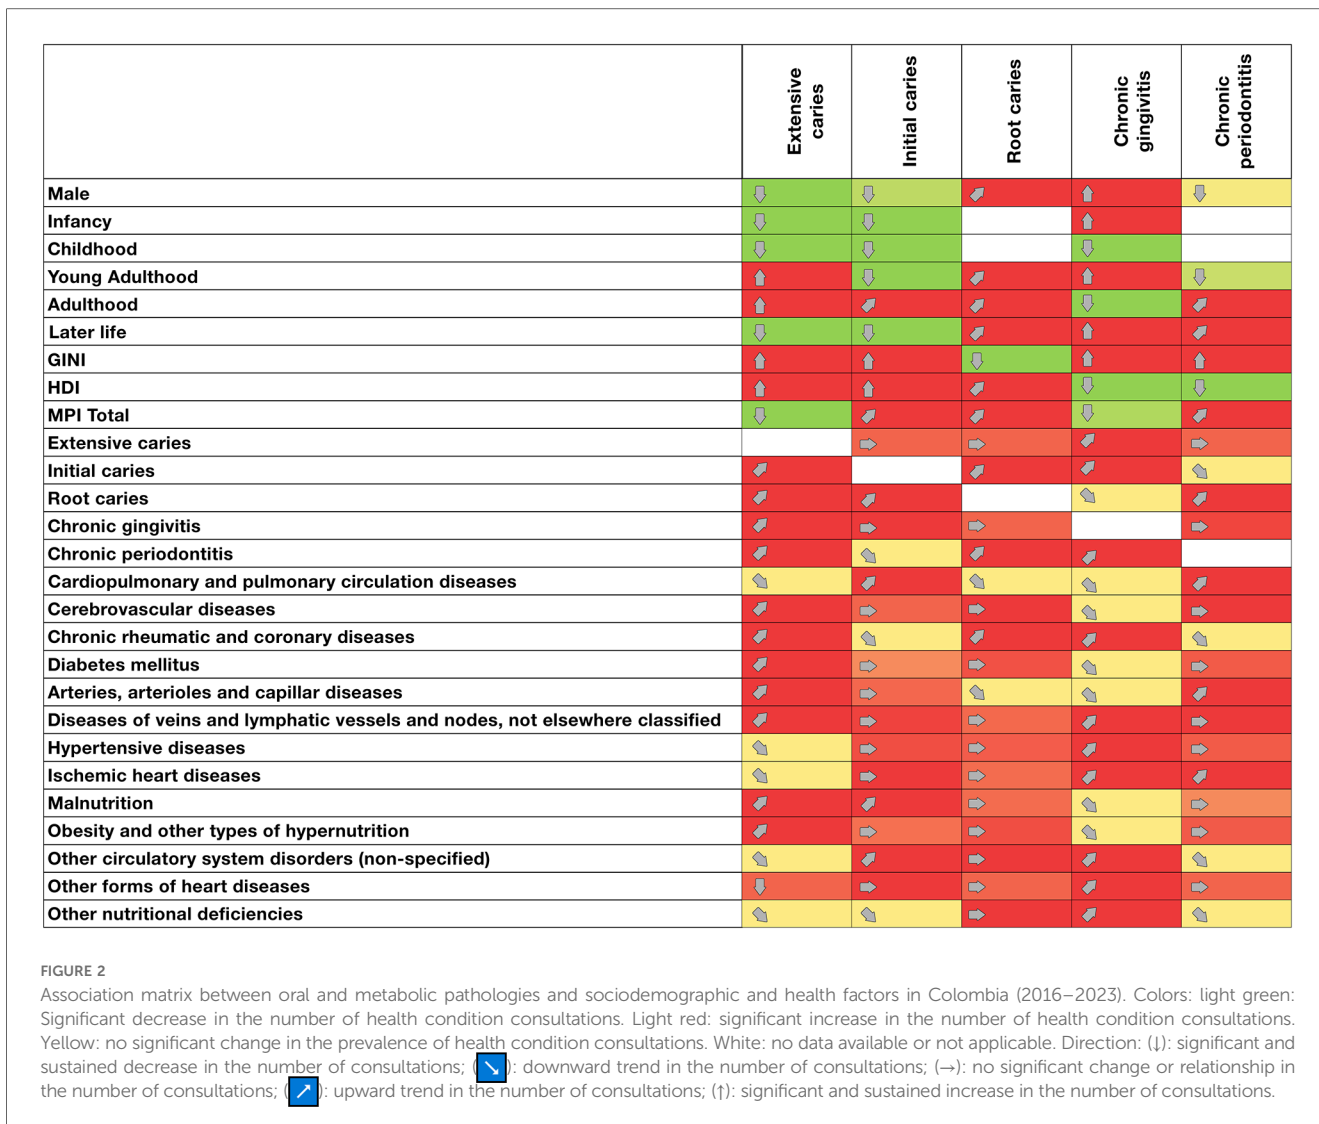 Extensive
caries
Initial caries
Root caries
Chronic
gingivitis
Chronic
periodontitis
Male
Infancy
Childhood
Young Adulthood
Adulthood
Later life
GINI
HDI
MPI Total
Extensive caries
Initial caries
Root caries
Chronic gingivitis
Chronic periodontitis
Cardiopulmonary and pulmonary circulation diseases
Cerebrovascular diseases
Chronic rheumatic and coronary diseases
Diabetes mellitus
Arteries, arterioles and capillar diseases
Diseases of veins and lymphatic vessels and nodes, not elsewhere classified
Hypertensive diseases
Ischemic heart diseases
Malnutrition
Obesity and other types of hypernutrition
Other circulatory system disorders (non-specified)
Other forms of heart diseases
Other nutritional deficiencies
FIGURE 2
Association matrix between oral and metabolic pathologies and sociodemographic and health factors in Colombia (2016–2023). Colors: light green:
Significant decrease in the number of health condition consultations. Light red: significant increase in the number of health condition consultations.
Yellow: no significant change in the prevalence of health condition consultations. White: no data available or not applicable. Direction: (↓): significant and
sustained decrease in the number of consultations; (↘): downward trend in the number of consultations; (→): no significant change or relationship in
the number of consultations; (↗): upward trend in the number of consultations; (↑): significant and sustained increase in the number of consultations.